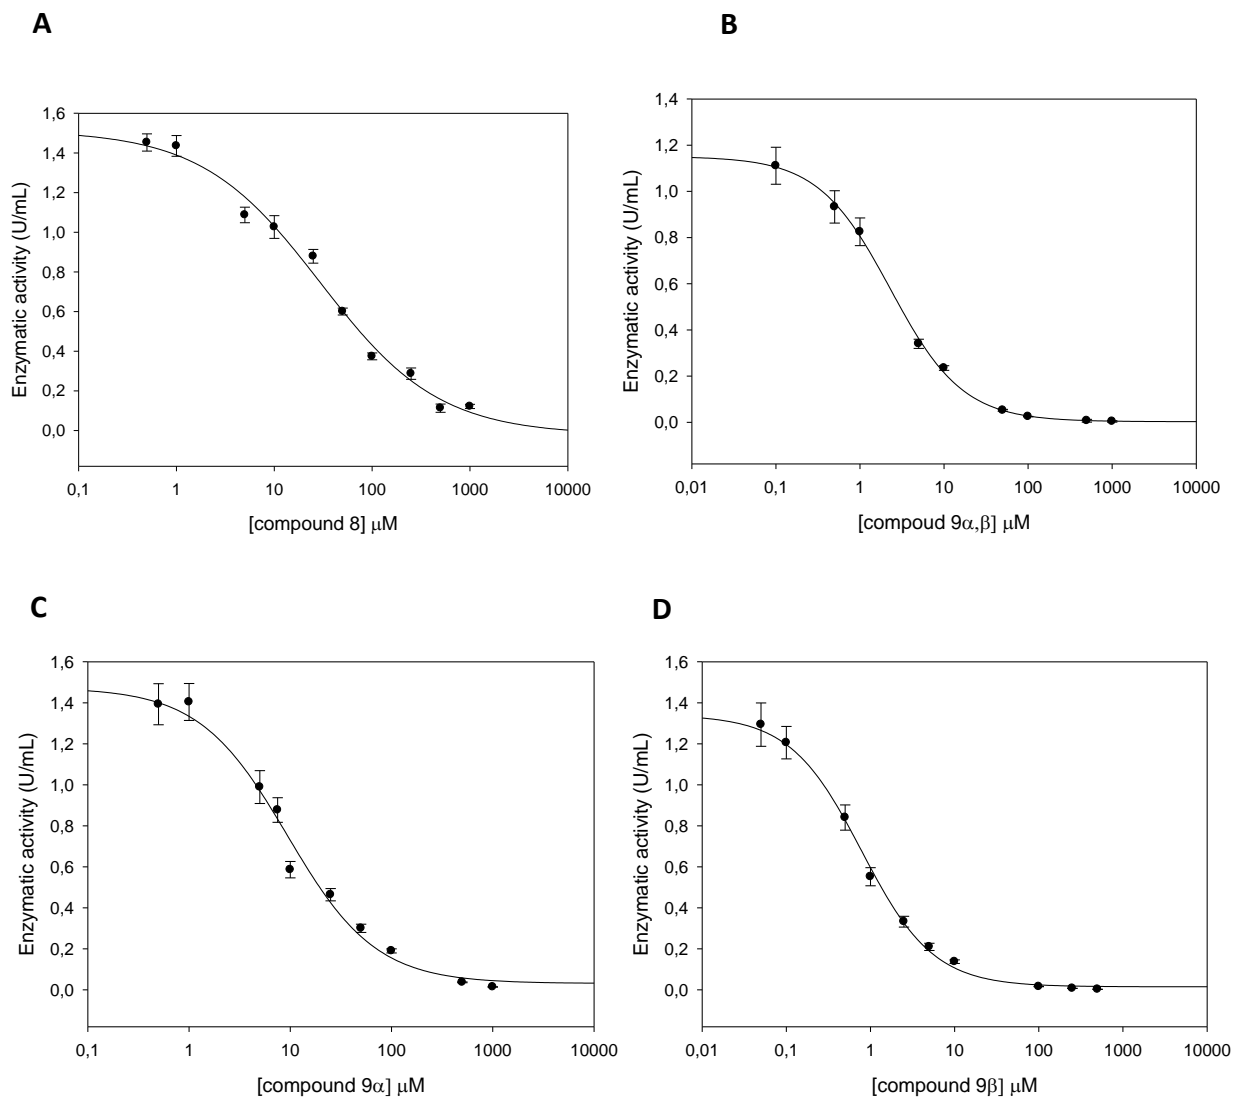 A
B
1,6
1,4
1,2
1,0
0,8
0,6
0,4
0,2
0,0
Enzymatic activity (U/mL)
0,1 1 10 100 1000 10000
[compound 8] μM
1,4
1,2
1,0
0,8
0,6
0,4
0,2
0,0
Enzymatic activity (U/mL)
0,01 0,1 1 10 100 1000 10000
[compoud 9α,β] μM
C
D
1,6
1,4
1,2
1,0
0,8
0,6
0,4
0,2
0,0
Enzymatic activity (U/mL)
0,1 1 10 100 1000 10000
[compound 9α] μM
1,6
1,4
1,2
1,0
0,8
0,6
0,4
0,2
0,0
Enzymatic activity (U/mL)
0,01 0,1 1 10 100 1000 10000
[compound 9β] μM